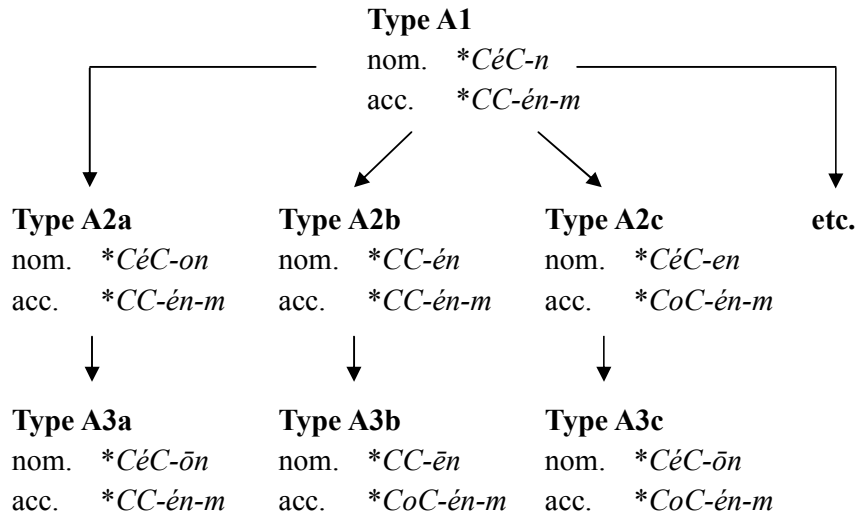 Type A1
nom. *CéC-n
acc. *CC-én-m
Type A2a Type A2b Type A2c etc.
nom. *CéC-on nom. *CC-én nom. *CéC-en
acc. *CC-én-m acc. *CC-én-m acc. *CoC-én-m
Type A3a Type A3b Type A3c
nom. *CéC-ōn nom. *CC-ēn nom. *CéC-ōn
acc. *CC-én-m acc. *CoC-én-m acc. *CoC-én-m